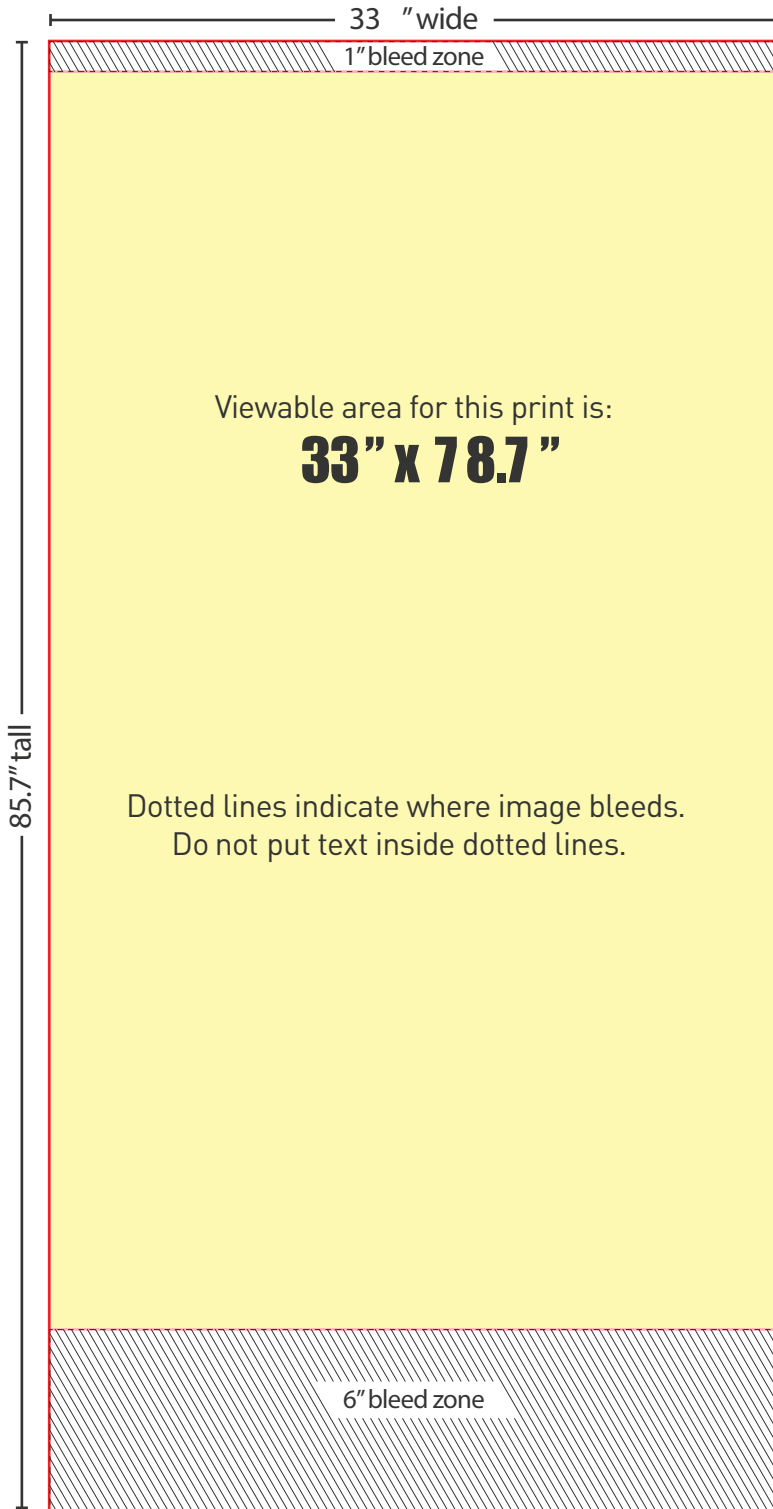 33 ” wide
1” bleed zone
Viewable area for this print is:
33” x 78.7”
85.7” tall
Dotted lines indicate where image bleeds.
Do not put text inside dotted lines.
6” bleed zone